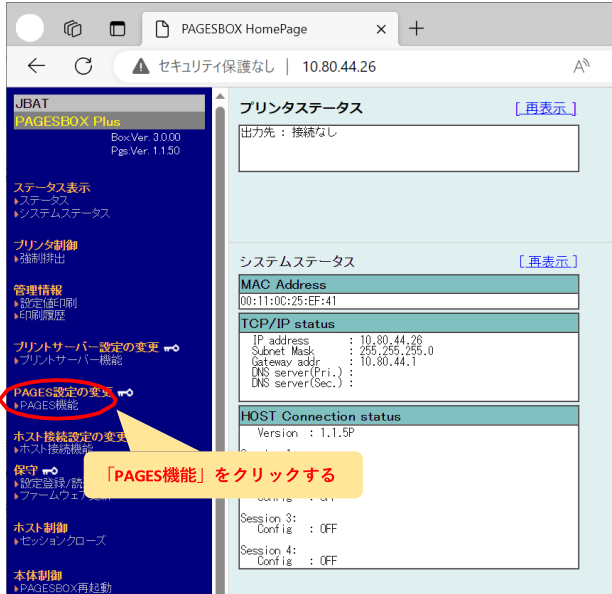 PAGESBOX HomePage
セキュリティ保護なし
10.80.44.26
JBAT
PAGESBOX Plus
Box:Ver. 3.0.00
Pgs:Ver. 1.1.50
ステータス表示
ステータス
システムステータス
プリンタ制御
強制排出
管理情報
設定値印刷
印刷履歴
プリントサーバー設定の変更
プリントサーバー機能
PAGES設定の変更
PAGES機能
ホスト接続設定の変更
ホスト接続機能
保守
設定登録/読
ファームウェア更新
ホスト制御
セッションクローズ
本体制御
PAGESBOX再起動
プリンタステータス
[ 再表示 ]
出力先 : 接続なし
システムステータス
[ 再表示 ]
MAC Address
00:11:0C:25:EF:41
TCP/IP status
IP address : 10.80.44.26
Subnet Mask : 255.255.255.0
Gateway addr : 10.80.44.1
DNS server(Pri.) :
DNS server(Sec.) :
HOST Connection status
Version : 1.1.5P
「PAGES機能」をクリックする
Config : OFF
Session 3:
Config : OFF
Session 4:
Config : OFF